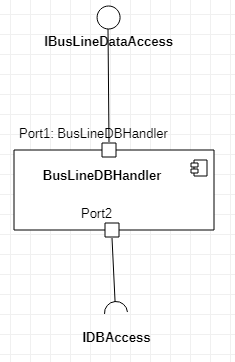 IBusLineDataAccess
Port1: BusLineDBHandler
BusLineDBHandler
Port2
IDBAccess